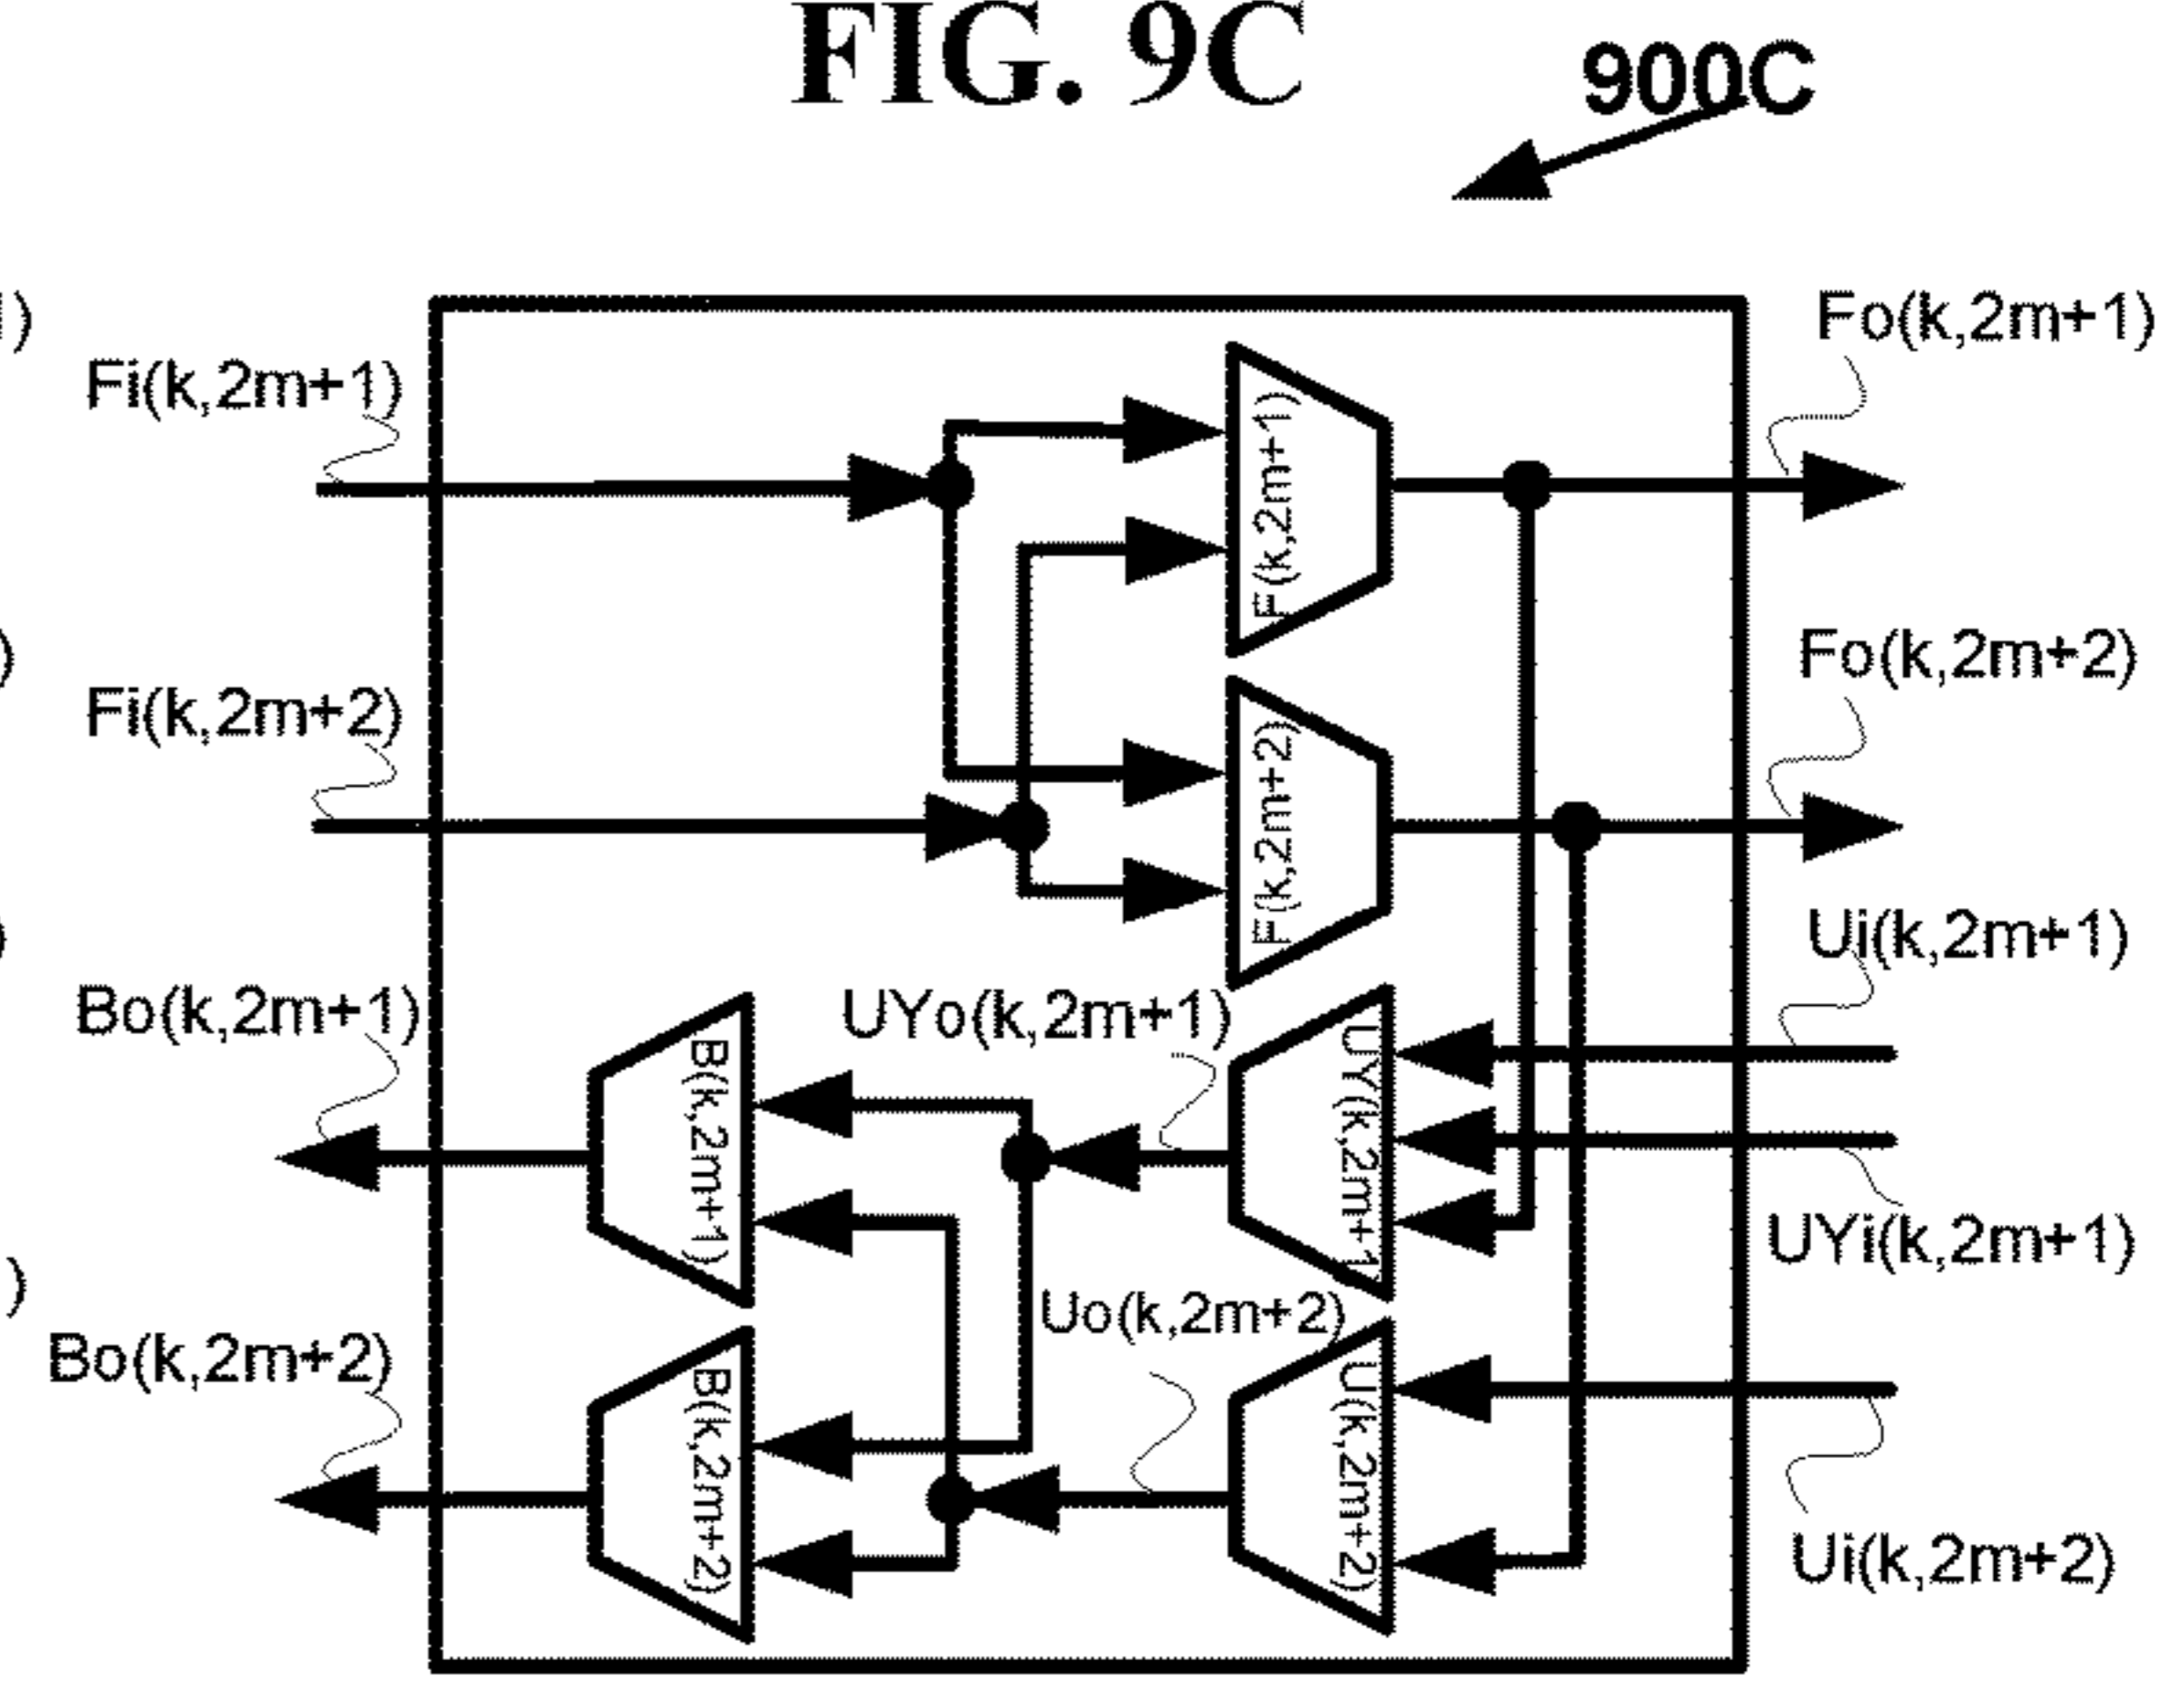 FIG. 9C
900C
)
Fi(k,2m+1)
F(k,2m+1)
Fo(k,2m+1)
)
Fi(k,2m+2)
F(k,2m+2)
Fo(k,2m+2)
)
Ui(k,2m+1)
Bo(k,2m+1)
B(k,2m+1)
UYo(k,2m+1)
UY(k,2m+1)
UYi(k,2m+1)
)
Bo(k,2m+2)
B(k,2m+2)
Uo(k,2m+2)
U(k,2m+2)
Ui(k,2m+2)